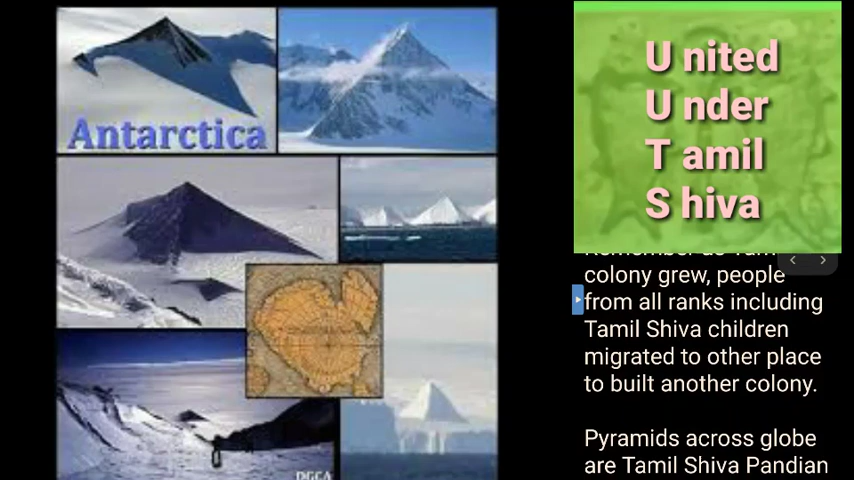 Antarctica
DGCA
U nited
U nder
T amil
S hiva
colony grew, people
from all ranks including
Tamil Shiva children
migrated to other place
to built another colony.
Pyramids across globe
are Tamil Shiva Pandian